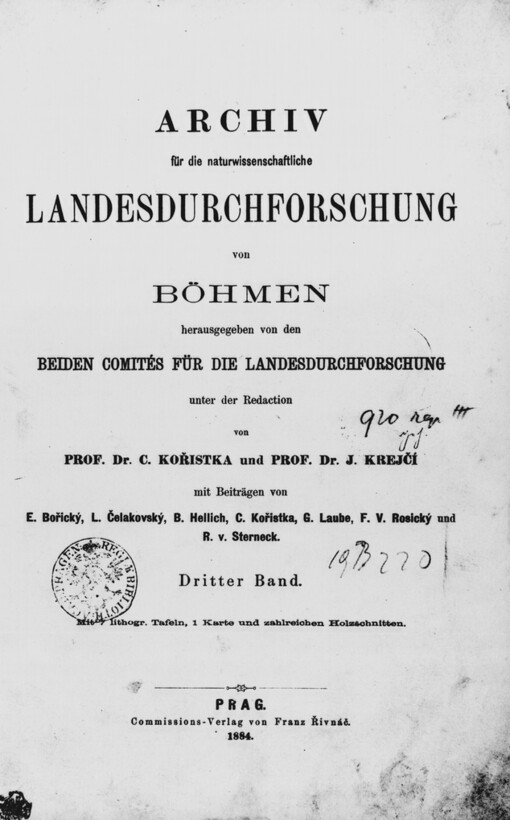 ARCHIV
für die naturwissenschaftliche
LANDESDURCHFORSCHUNG
von
BÖHMEN
herausgegeben von den
BEIDEN COMITÉS FÜR DIE LANDESDURCHFORSCHUNG
unter der Redaction
von
PROF. Dr. C. KOŘISTKA und PROF. Dr. J. KREJČÍ
mit Beiträgen von
E. Bořický, L. Čelakovský, B. Hellich, C. Kořistka, G. Laube, F. V. Rosický und
R. v. Sterneck.
Dritter Band.
Mit lithogr. Tafeln, 1 Karte und zahlreichen Holzschnitten.
PRAG.
Commissions-Verlag von Franz Řivnáč.
1884.